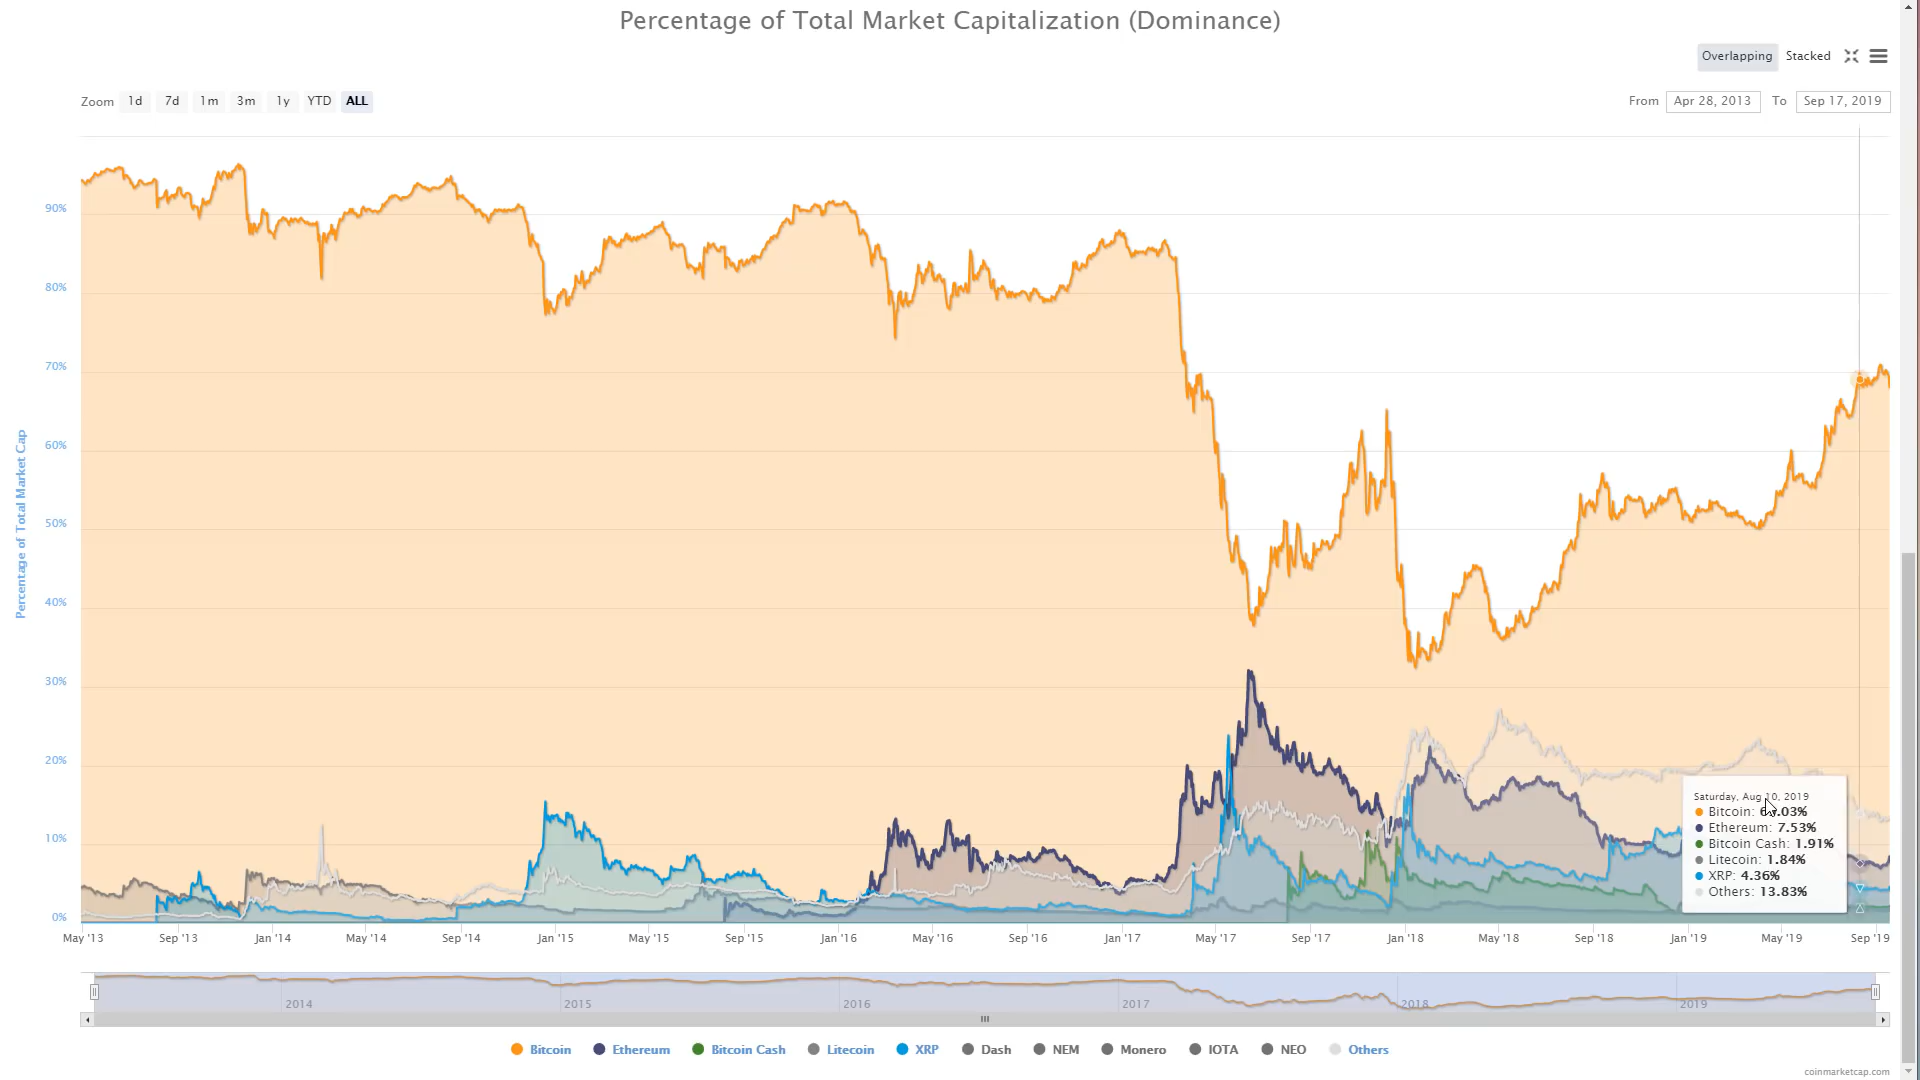 Percentage of Total Market Capitalization (Dominance)
Overlapping Stacked
Zoom 1d 7d 1m 3m 1y YTD ALL
From Apr 28, 2013 To Sep 17, 2019
Percentage of Total Market Cap
90%
80%
70%
60%
50%
40%
30%
20%
10%
0%
Saturday, Aug 10, 2019
Bitcoin:
Ethereum: 7.53%
Bitcoin Cash: 1.91%
Litecoin: 1.84%
XRP: 4.36%
Others: 13.83%
May '13 Sep '13 Jan '14 May '14 Sep '14 Jan '15 May '15 Sep '15 Jan '16 May '16 Sep '16 Jan '17 May '17 Sep '17 Jan '18 May '18 Sep '18 Jan '19 May '19 Sep '19
2014 2015 2016 2017 2018 2019
Bitcoin Ethereum Bitcoin Cash Litecoin XRP Dash NEM Monero IOTA NEO Others
coinmarketcap.com